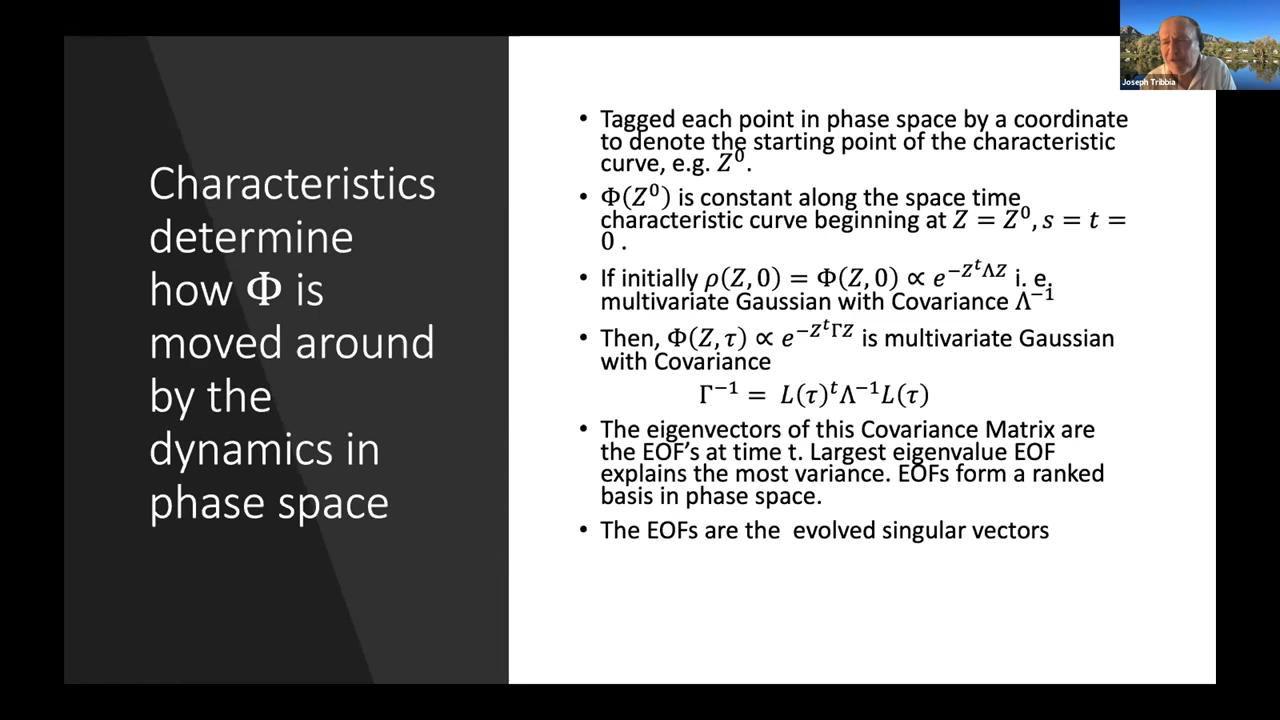 Characteristics
determine
how Φ is
moved around
by the
dynamics in
phase space
• Tagged each point in phase space by a coordinate
to denote the starting point of the characteristic
curve, e.g. Z⁰.
• Φ(Z⁰) is constant along the space time
characteristic curve beginning at Z = Z⁰, s = t =
0 .
• If initially ρ(Z, 0) = Φ(Z, 0) ∝ e^{−Z^tΛZ} i. e.
multivariate Gaussian with Covariance Λ⁻¹
• Then, Φ(Z, τ) ∝ e^{−Z^tΓZ} is multivariate Gaussian
with Covariance
Γ⁻¹ = L(τ)^tΛ⁻¹L(τ)
• The eigenvectors of this Covariance Matrix are
the EOF's at time t. Largest eigenvalue EOF
explains the most variance. EOFs form a ranked
basis in phase space.
• The EOFs are the evolved singular vectors
Joseph Tribbia